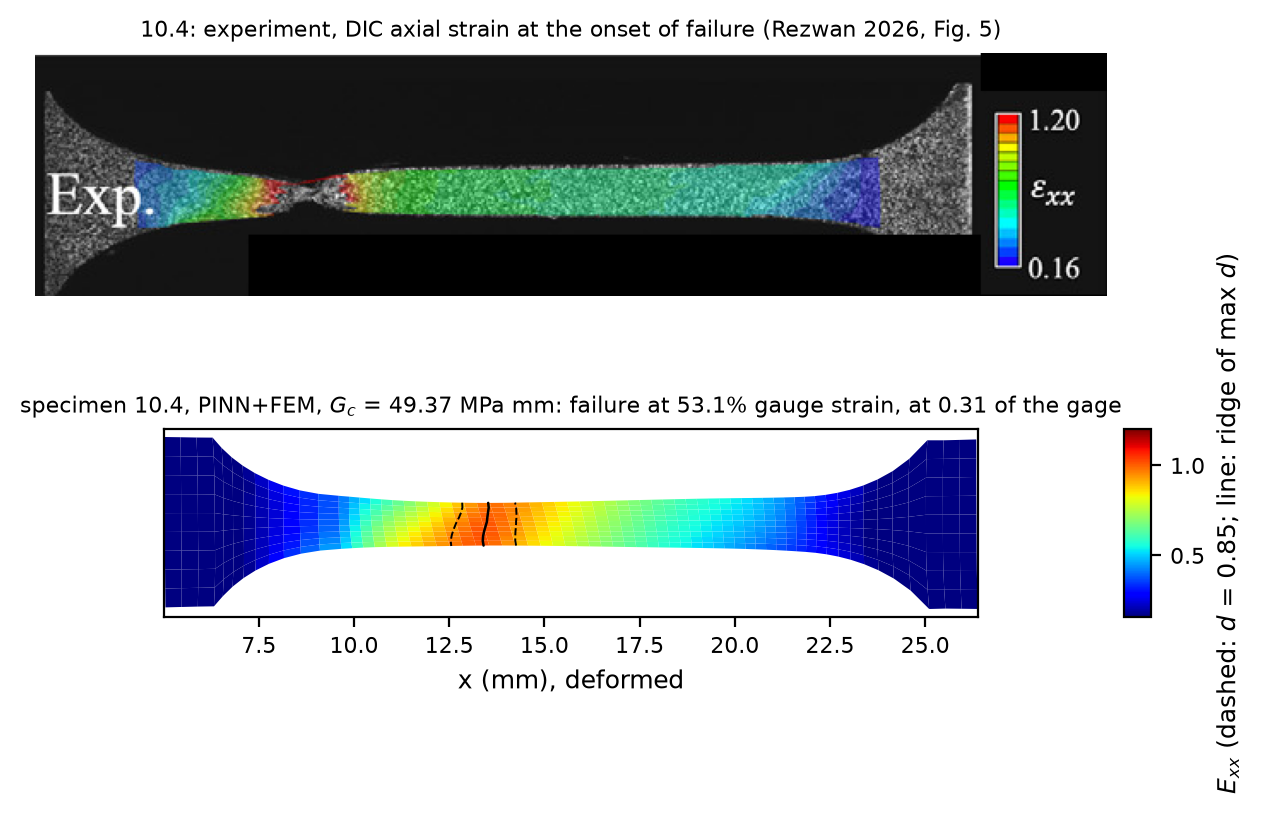 10.4: experiment, DIC axial strain at the onset of failure (Rezwan 2026, Fig. 5)
Exp.
1.20
εxx
0.16
specimen 10.4, PINN+FEM, Gc = 49.37 MPa mm: failure at 53.1% gauge strain, at 0.31 of the gage
1.0
0.5
7.5 10.0 12.5 15.0 17.5 20.0 22.5 25.0
x (mm), deformed
Exx (dashed: d = 0.85, line: ridge of max d)